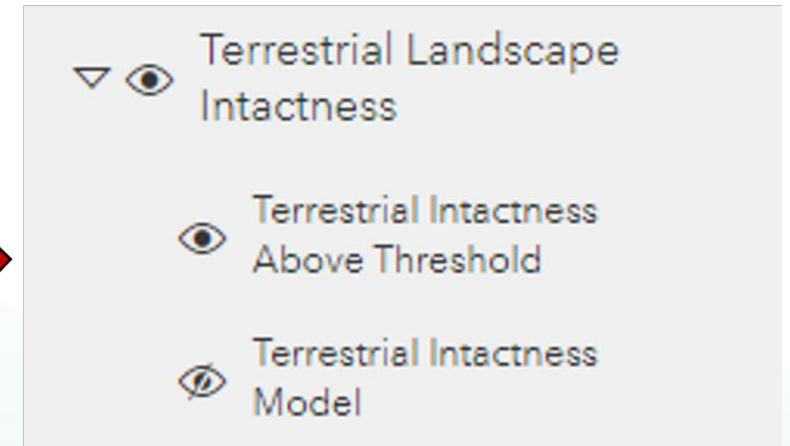 Terrestrial Landscape
Intactness
Terrestrial Intactness
Above Threshold
Terrestrial Intactness
Model